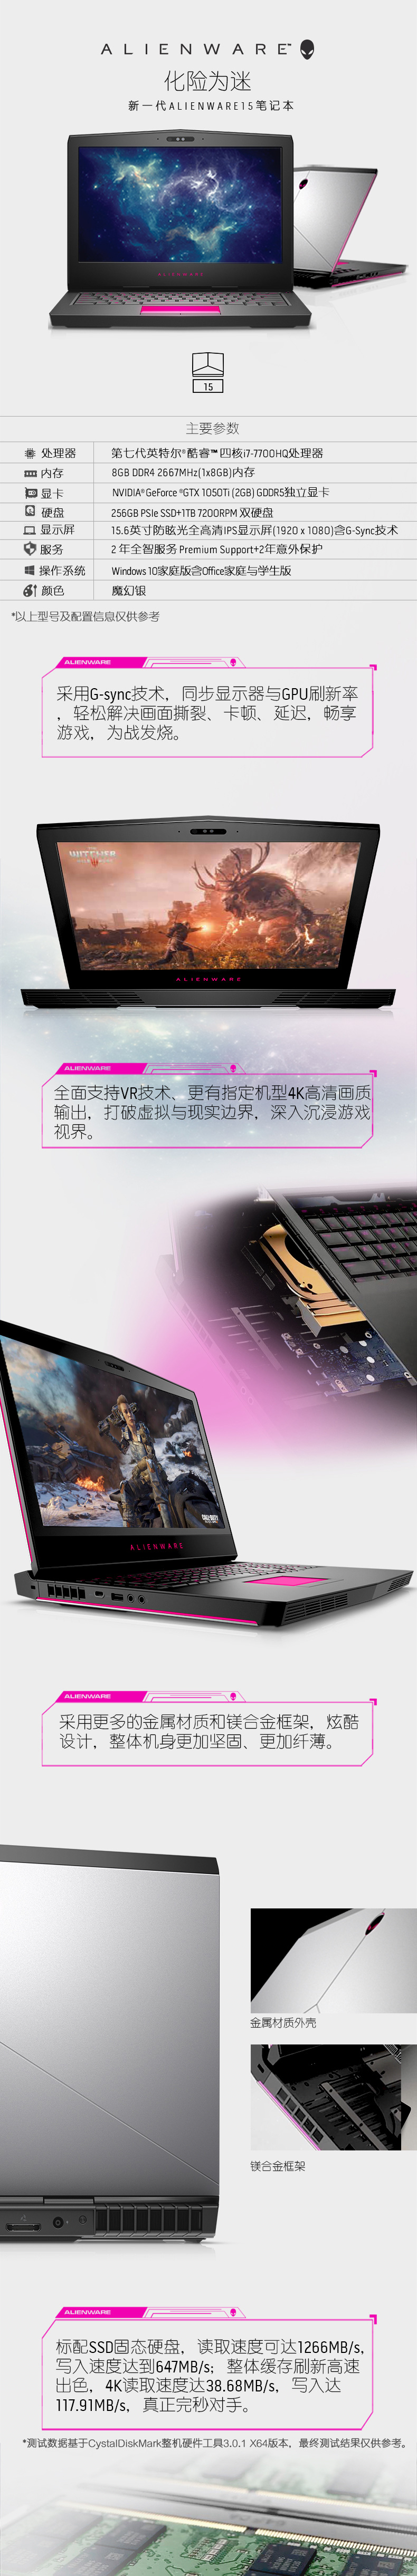 ALIENWARE™
化险为迷
新一代ALIENWARE15笔记本
ALIENWARE
15
主要参数
处理器 第七代英特尔®酷睿™四核i7-7700HQ处理器
内存 8GB DDR4 2667MHz(1x8GB)内存
显卡 NVIDIA® GeForce ®GTX 1050Ti (2GB) GDDR5独立显卡
硬盘 256GB PSIe SSD+1TB 7200RPM 双硬盘
显示屏 15.6英寸防眩光全高清IPS显示屏(1920 x 1080)含G-Sync技术
服务 2 年全智服务 Premium Support+2年意外保护
操作系统 Windows 10家庭版含Office家庭与学生版
颜色 魔幻银
*以上型号及配置信息仅供参考
ALIENWARE
采用G-sync技术，同步显示器与GPU刷新率
，轻松解决画面撕裂、卡顿、延迟，畅享
游戏，为战发烧。
THE
WITCHER
ALIENWARE
ALIENWARE
全面支持VR技术、更有指定机型4K高清画质
输出，打破虚拟与现实边界，深入沉浸游戏
视界。
CALL OF DUTY
ALIENWARE
ALIENWARE
采用更多的金属材质和镁合金框架，炫酷
设计，整体机身更加坚固、更加纤薄。
金属材质外壳
镁合金框架
ALIENWARE
标配SSD固态硬盘，读取速度可达1266MB/s,
写入速度达到647MB/s；整体缓存刷新高速
出色，4K读取速度达38.68MB/s，写入达
117.91MB/s，真正完秒对手。
*测试数据基于CystalDiskMark整机硬件工具3.0.1 X64版本，最终测试结果仅供参考。